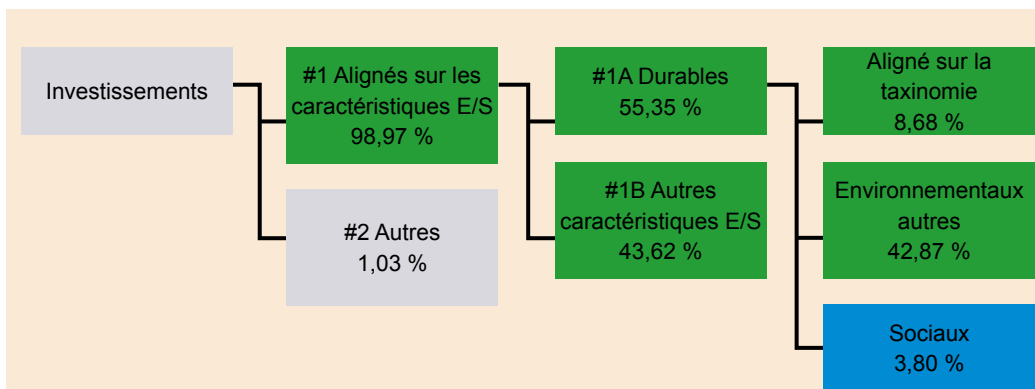 Investissements
#1 Alignés sur les
caractéristiques E/S
98,97 %
#2 Autres
1,03 %
#1A Durables
55,35 %
#1B Autres
caractéristiques E/S
43,62 %
Aligné sur la
taxinomie
8,68 %
Environnementaux
autres
42,87 %
Sociaux
3,80 %